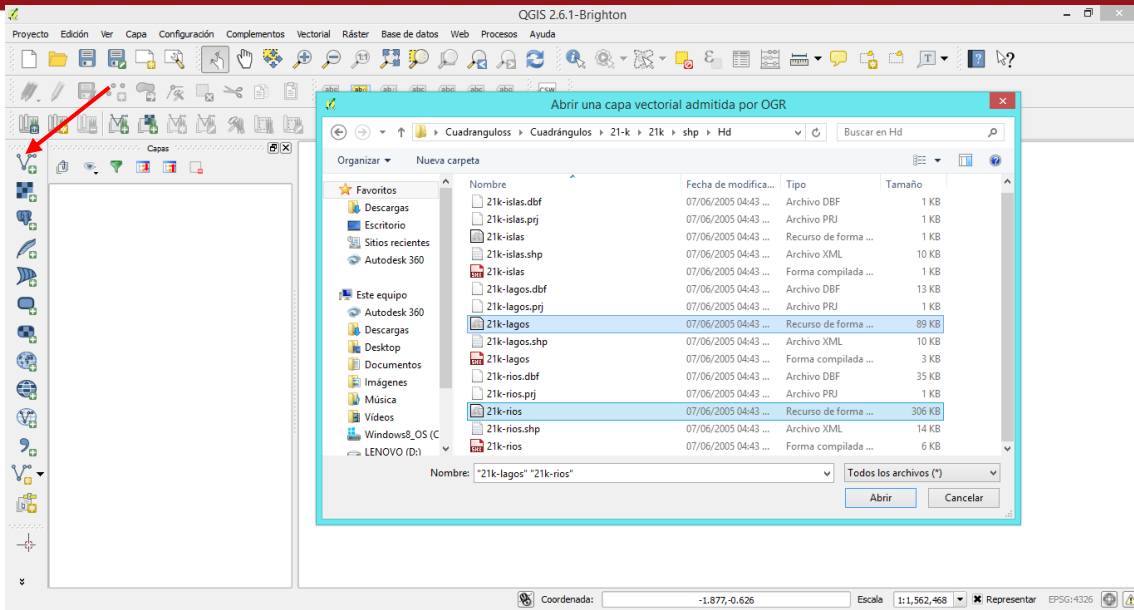 QGIS 2.6.1-Brighton
Proyecto Edición Ver Capa Configuración Complementos Vectorial Ráster Base de datos Web Procesos Ayuda
abc abc abc abc abc abc CSW
Capas
Abrir una capa vectorial admitida por OGR
Cuadranguloss Cuadrángulos 21-k 21k shp Hd
Buscar en Hd
Organizar Nueva carpeta
Favoritos
Descargas
Escritorio
Sitios recientes
Autodesk 360
Este equipo
Autodesk 360
Descargas
Desktop
Documentos
Imágenes
Música
Vídeos
Windows8_OS (C
LENOVO (D:)
Nombre Fecha de modifica... Tipo Tamaño
21k-islas.dbf 07/06/2005 04:43 ... Archivo DBF 1 KB
21k-islas.prj 07/06/2005 04:43 ... Archivo PRJ 1 KB
21k-islas 07/06/2005 04:43 ... Recurso de forma ... 1 KB
21k-islas.shp 07/06/2005 04:43 ... Archivo XML 10 KB
21k-islas 07/06/2005 04:43 ... Forma compilada ... 1 KB
21k-lagos.dbf 07/06/2005 04:43 ... Archivo DBF 13 KB
21k-lagos.prj 07/06/2005 04:43 ... Archivo PRJ 1 KB
21k-lagos 07/06/2005 04:43 ... Recurso de forma ... 89 KB
21k-lagos.shp 07/06/2005 04:43 ... Archivo XML 10 KB
21k-lagos 07/06/2005 04:43 ... Forma compilada ... 3 KB
21k-rios.dbf 07/06/2005 04:43 ... Archivo DBF 35 KB
21k-rios.prj 07/06/2005 04:43 ... Archivo PRJ 1 KB
21k-rios 07/06/2005 04:43 ... Recurso de forma ... 306 KB
21k-rios.shp 07/06/2005 04:43 ... Archivo XML 14 KB
21k-rios 07/06/2005 04:43 ... Forma compilada ... 6 KB
Nombre: "21k-lagos" "21k-rios" Todos los archivos (*)
Abrir Cancelar
Coordenada: -1.877,-0.626 Escala 1:1,562,468 Representar EPSG:4326